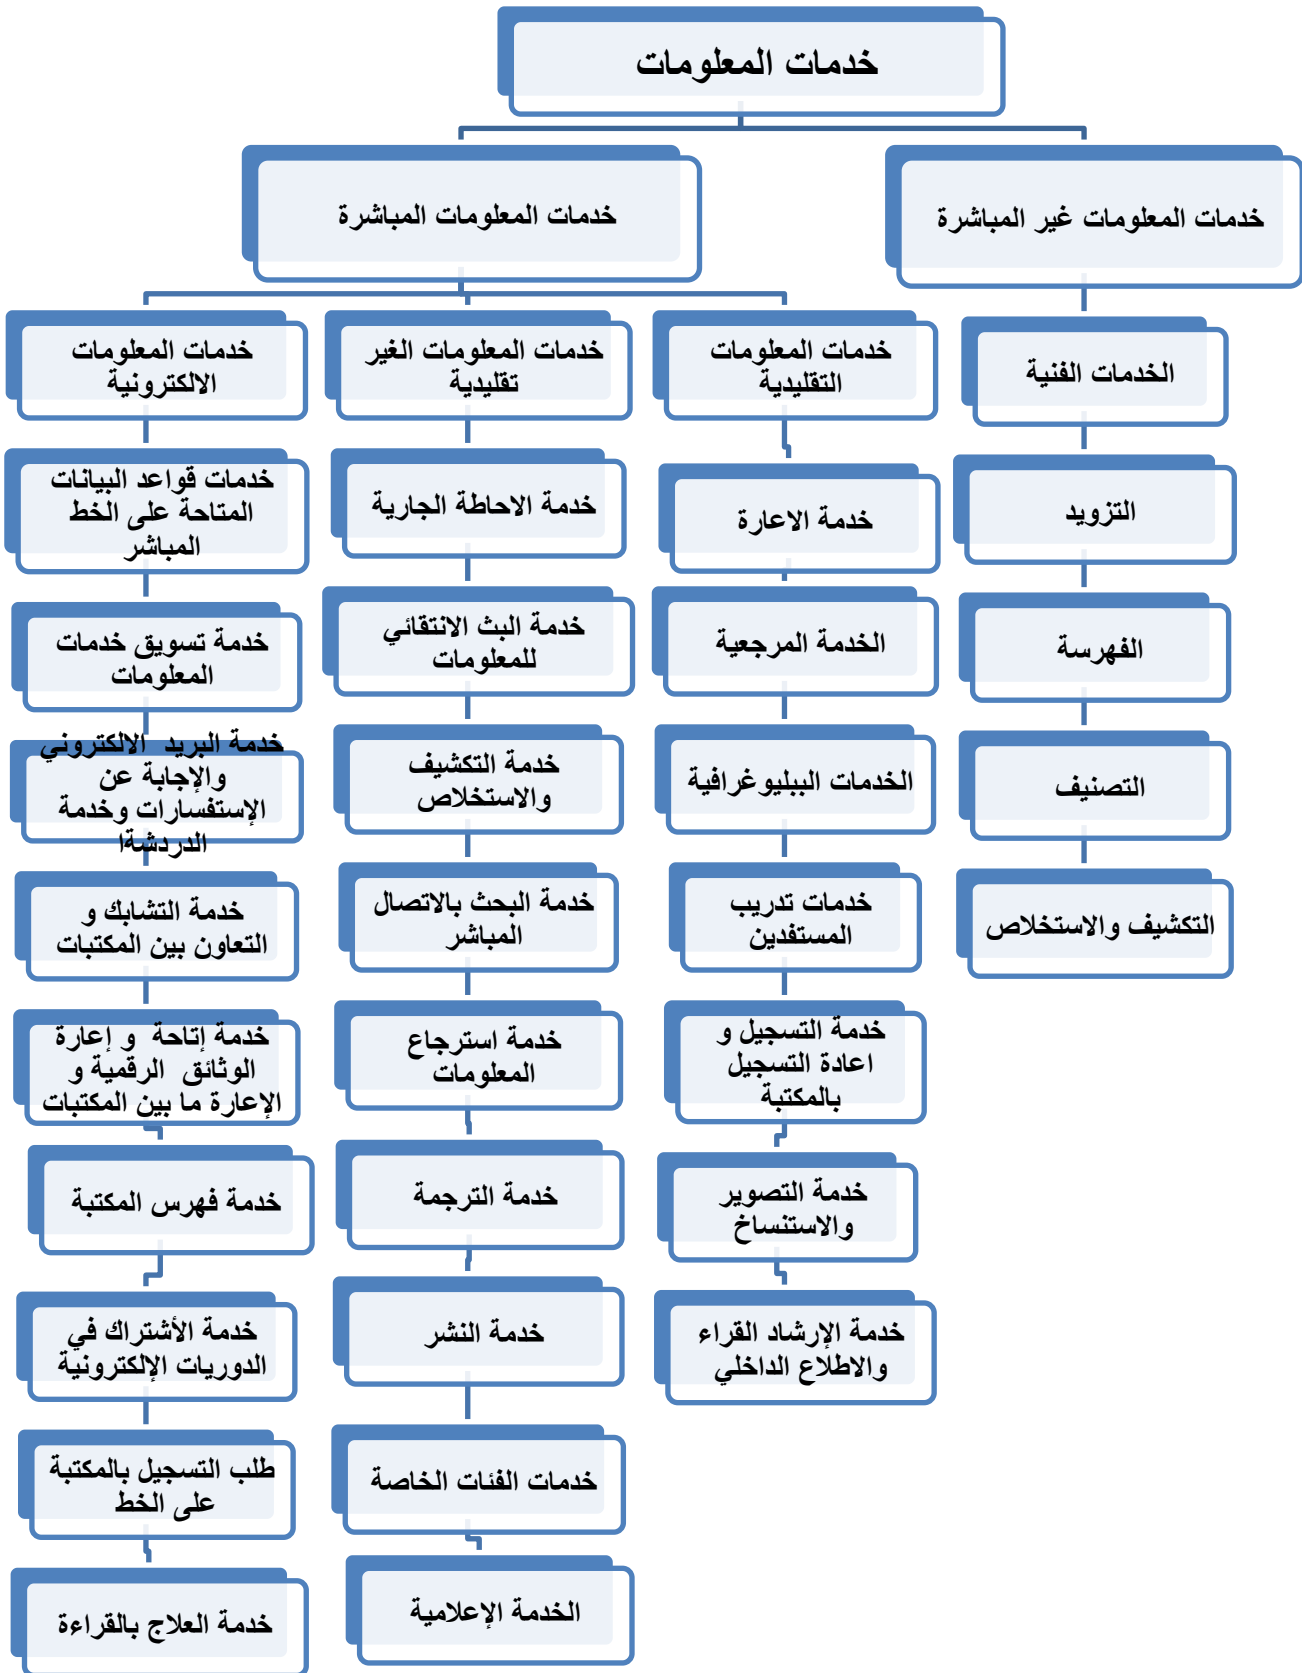 خدمات المعلومات
خدمات المعلومات غير المباشرة
خدمات المعلومات المباشرة
الخدمات الفنية
التزويد
الفهرسة
التصنيف
التكشيف والاستخلاص
خدمات المعلومات
التقليدية
خدمة الاعارة
الخدمة المرجعية
الخدمات الببليوغرافية
خدمات تدريب
المستفدين
خدمة التسجيل و
اعادة التسجيل
بالمكتبة
خدمة التصوير
والاستنساخ
خدمة الإرشاد القراء
والاطلاع الداخلي
خدمات المعلومات الغير
تقليدية
خدمة الاحاطة الجارية
خدمة البث الانتقائي
للمعلومات
خدمة التكشيف
والاستخلاص
خدمة البحث بالاتصال
المباشر
خدمة استرجاع
المعلومات
خدمة الترجمة
خدمة النشر
خدمات الفئات الخاصة
الخدمة الإعلامية
خدمات المعلومات
الالكترونية
خدمات قواعد البيانات
المتاحة على الخط
المباشر
خدمة تسويق خدمات
المعلومات
خدمة البريد الالكتروني
والإجابة عن
الإستفسارات وخدمة
الدردشةا
خدمة التشابك و
التعاون بين المكتبات
خدمة إتاحة و إعارة
الوثائق الرقمية و
الإعارة ما بين المكتبات
خدمة فهرس المكتبة
خدمة الأشتراك في
الدوريات الإلكترونية
طلب التسجيل بالمكتبة
على الخط
خدمة العلاج بالقراءة